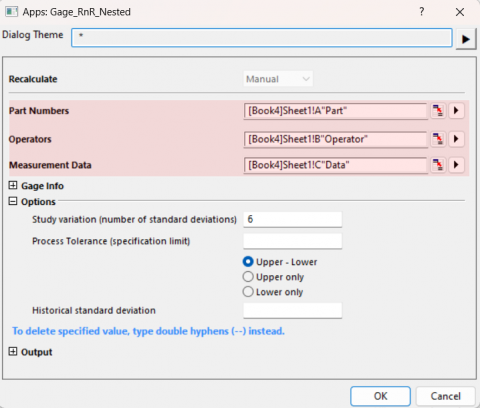 Apps: Gage_RnR_Nested
?
Dialog Theme *
Recalculate Manual
Part Numbers [Book4]Sheet1!A"Part"
Operators [Book4]Sheet1!B"Operator"
Measurement Data [Book4]Sheet1!C"Data"
Gage Info
Options
Study variation (number of standard deviations) 6
Process Tolerance (specification limit)
Upper - Lower
Upper only
Lower only
Historical standard deviation
To delete specified value, type double hyphens (--) instead.
Output
OK Cancel